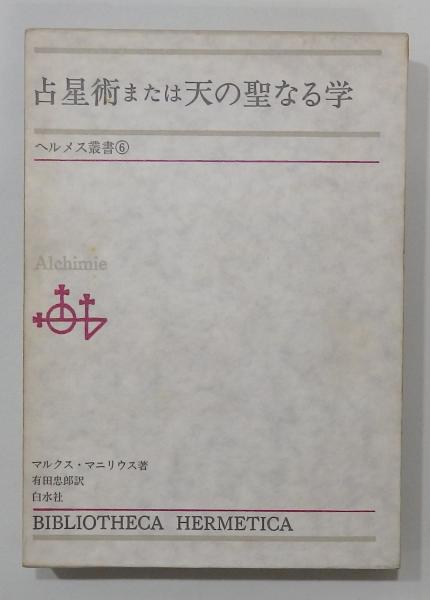 占星術または天の聖なる学
ヘルメス叢書⑥
Alchimie
マルクス・マニリウス著
有田忠郎訳
白水社
BIBLIOTHECA HERMETICA